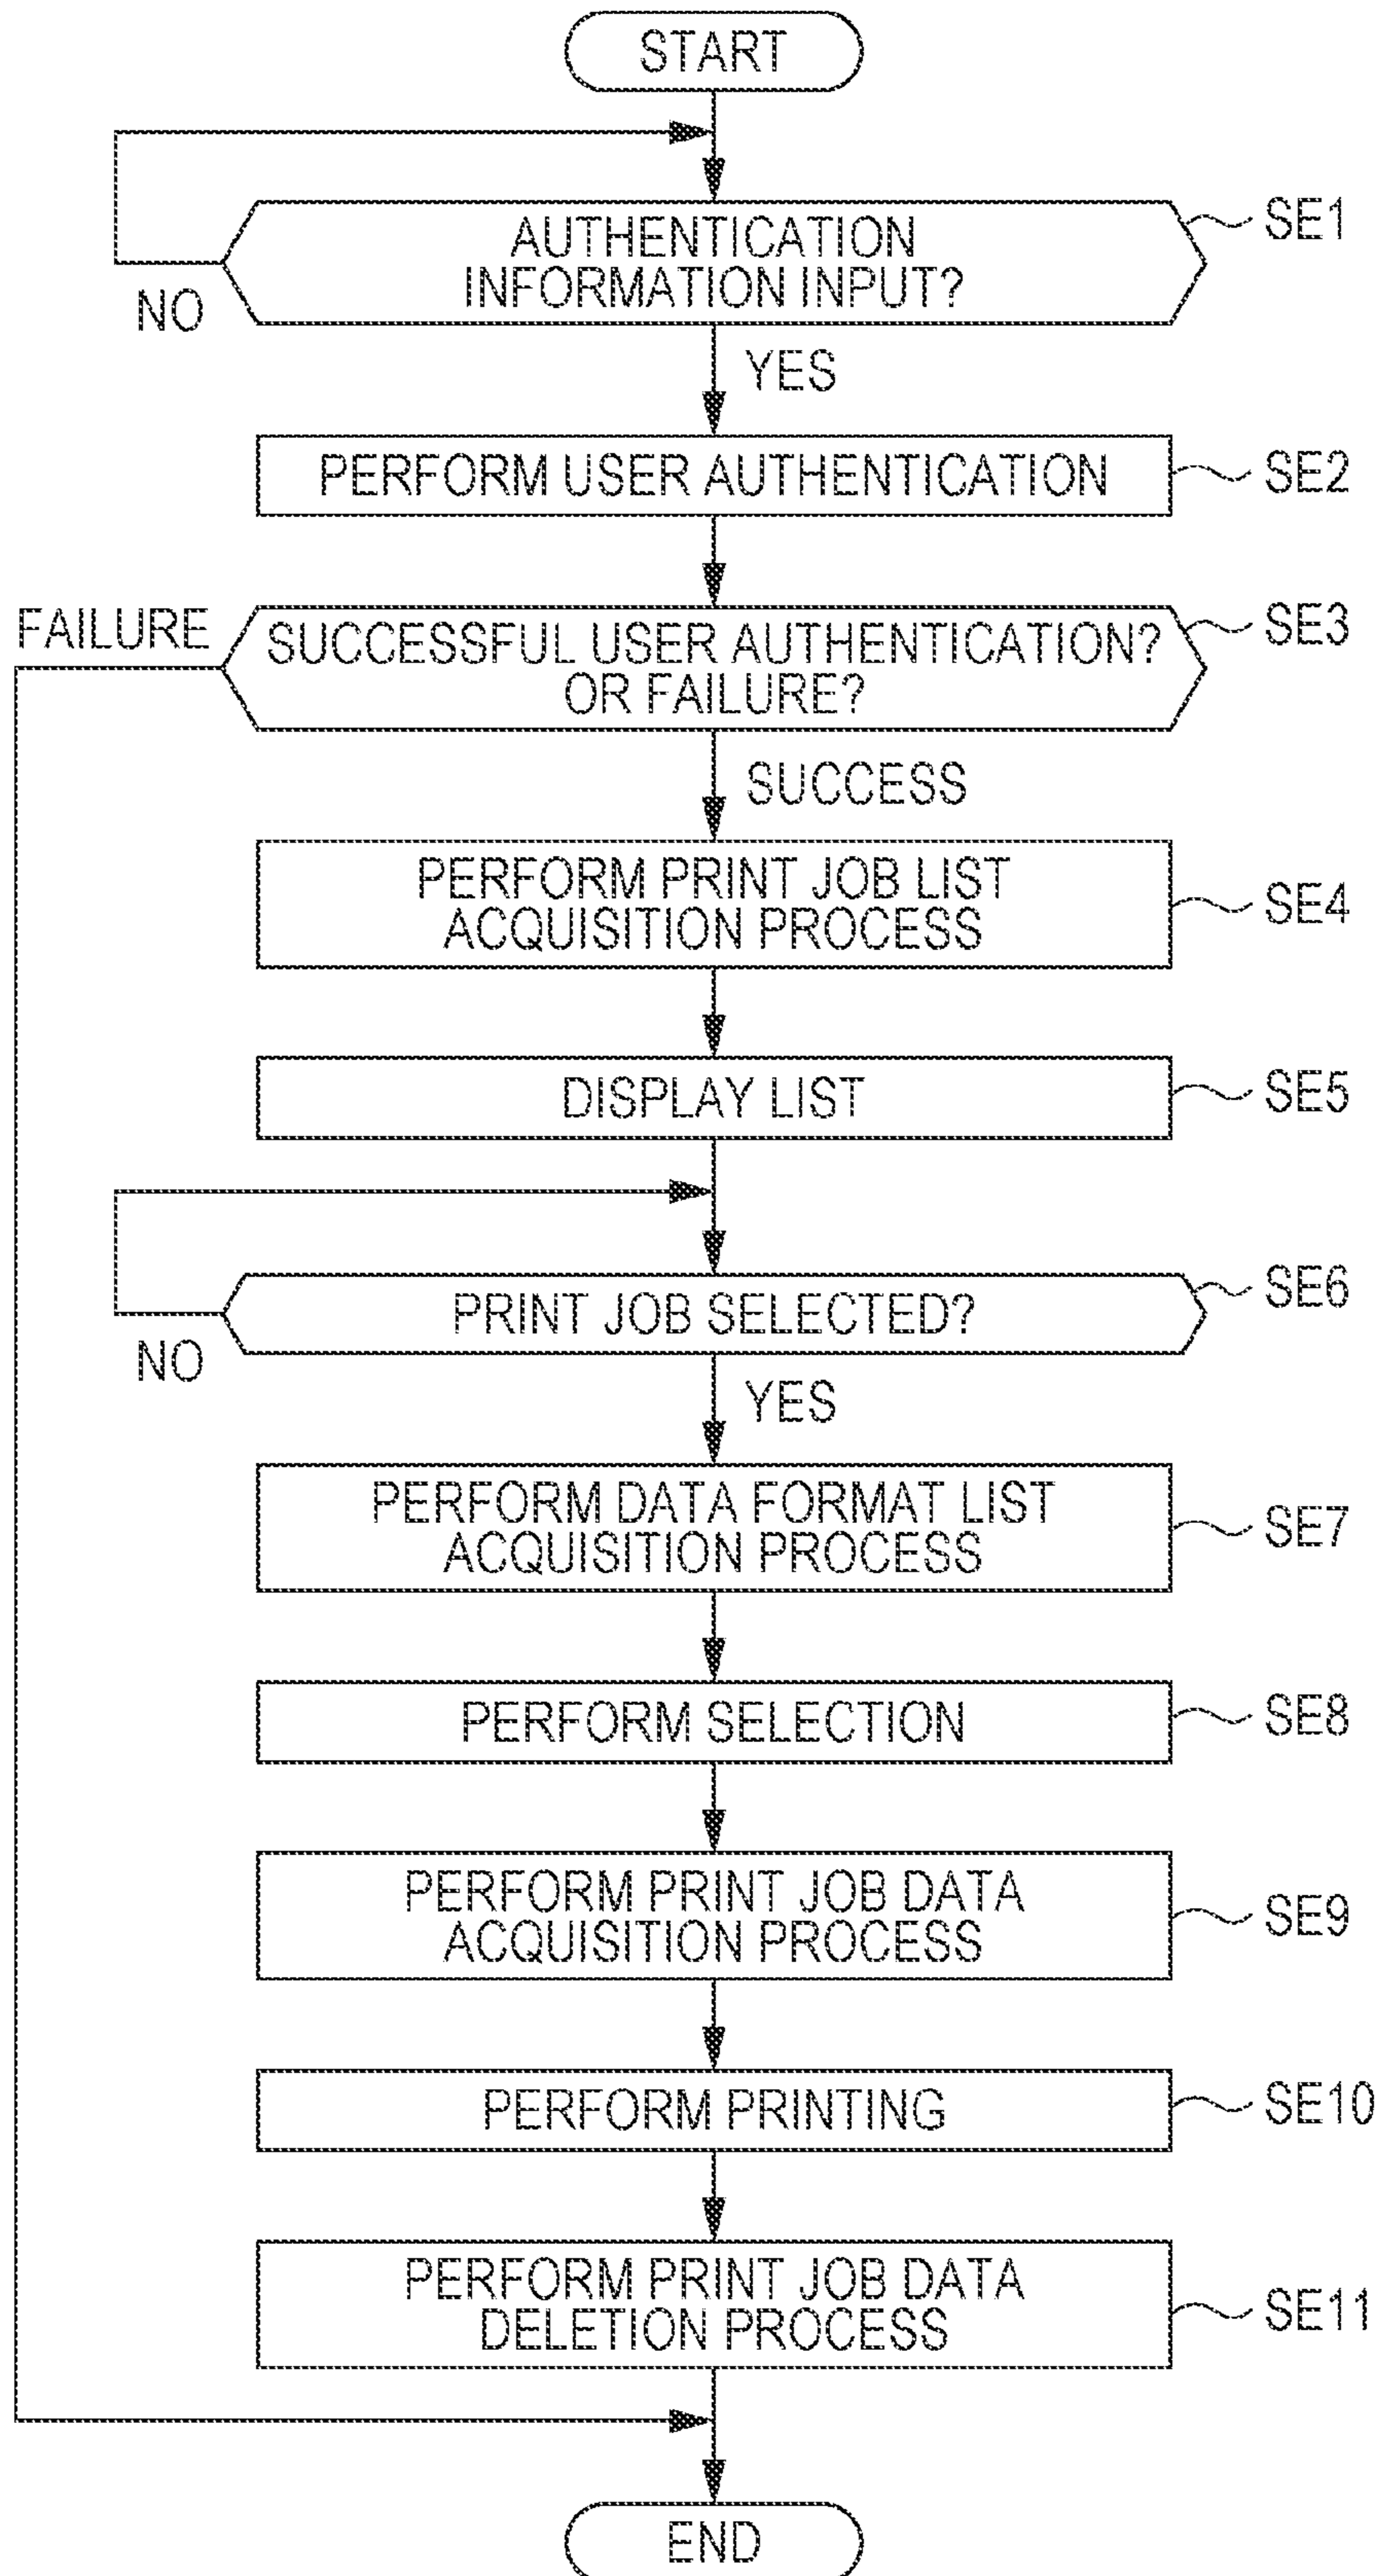 START
AUTHENTICATION
INFORMATION INPUT?
SE1
NO
YES
PERFORM USER AUTHENTICATION
SE2
FAILURE
SUCCESSFUL USER AUTHENTICATION?
OR FAILURE?
SE3
SUCCESS
PERFORM PRINT JOB LIST
ACQUISITION PROCESS
SE4
DISPLAY LIST
SE5
PRINT JOB SELECTED?
SE6
NO
YES
PERFORM DATA FORMAT LIST
ACQUISITION PROCESS
SE7
PERFORM SELECTION
SE8
PERFORM PRINT JOB DATA
ACQUISITION PROCESS
SE9
PERFORM PRINTING
SE10
PERFORM PRINT JOB DATA
DELETION PROCESS
SE11
END